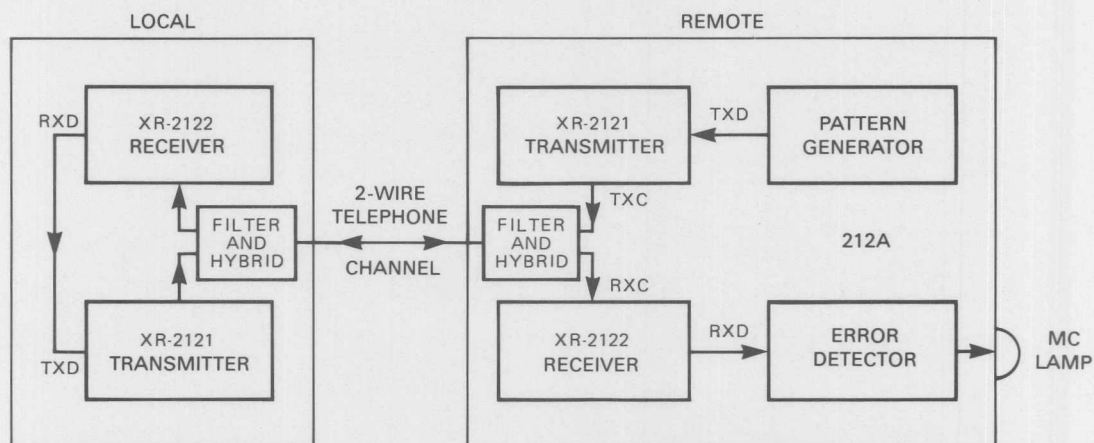 LOCAL
REMOTE
RXD
XR-2122
RECEIVER
FILTER
AND
HYBRID
XR-2121
TRANSMITTER
TXD
2-WIRE
TELEPHONE
CHANNEL
XR-2121
TRANSMITTER
TXD
PATTERN
GENERATOR
TXC
FILTER
AND
HYBRID
212A
RXC
XR-2122
RECEIVER
RXD
ERROR
DETECTOR
MC
LAMP